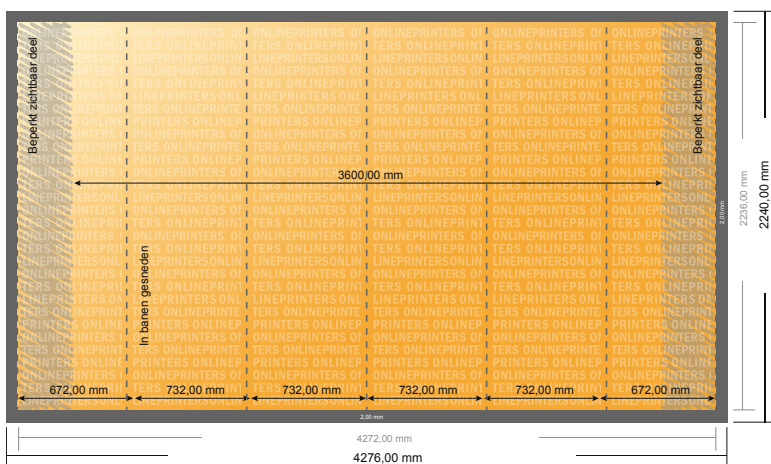 Beperkt zichtbaar deel
Beperkt zichtbaar deel
3600,00 mm
In banen gesneden
672,00 mm
732,00 mm
732,00 mm
732,00 mm
732,00 mm
672,00 mm
2,00 mm
2,00 mm
2236,00 mm
2240,00 mm
4272,00 mm
4276,00 mm